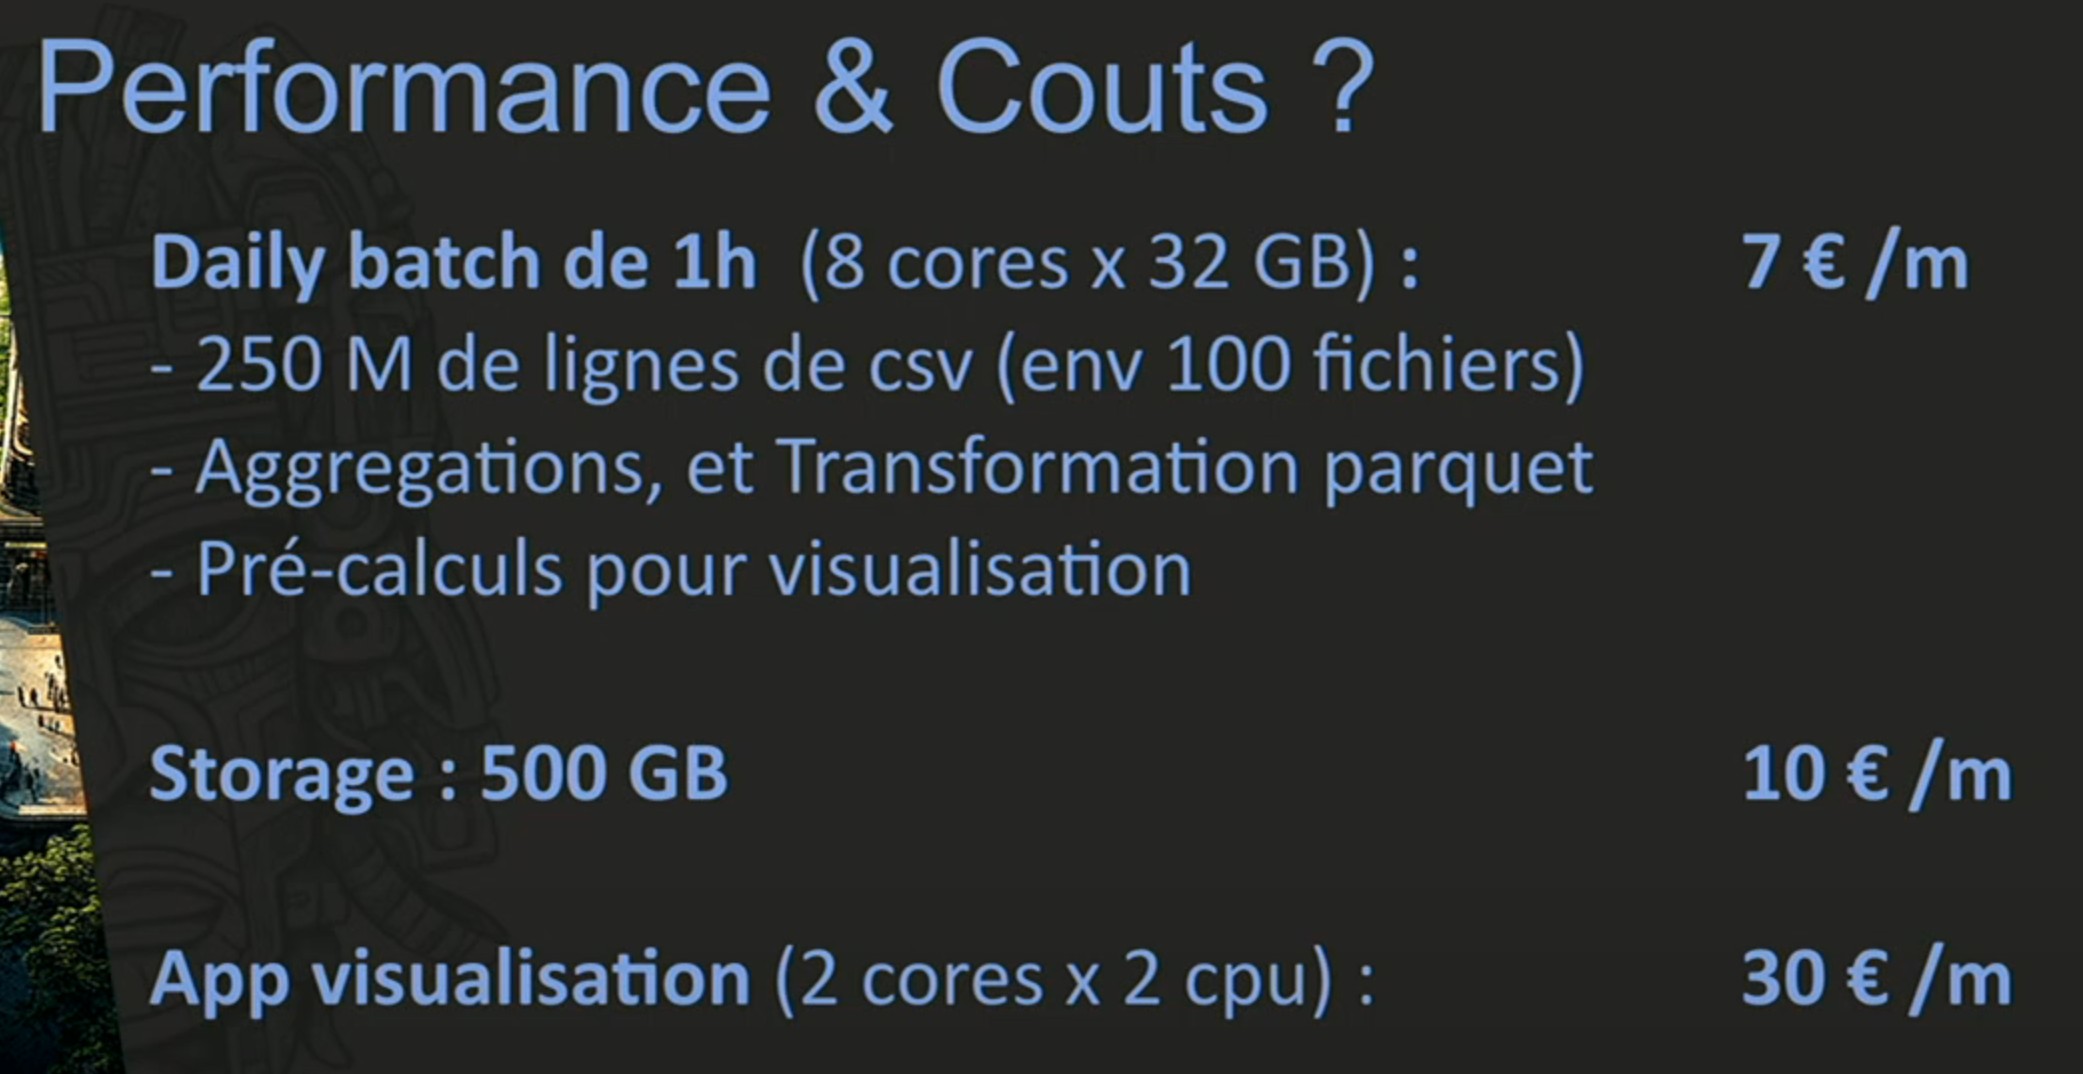 Performance & Couts ?
Daily batch de 1h (8 cores x 32 GB) : 7 € /m
- 250 M de lignes de csv (env 100 fichiers)
- Aggregations, et Transformation parquet
- Pré-calculs pour visualisation
Storage : 500 GB 10 € /m
App visualisation (2 cores x 2 cpu) : 30 € /m